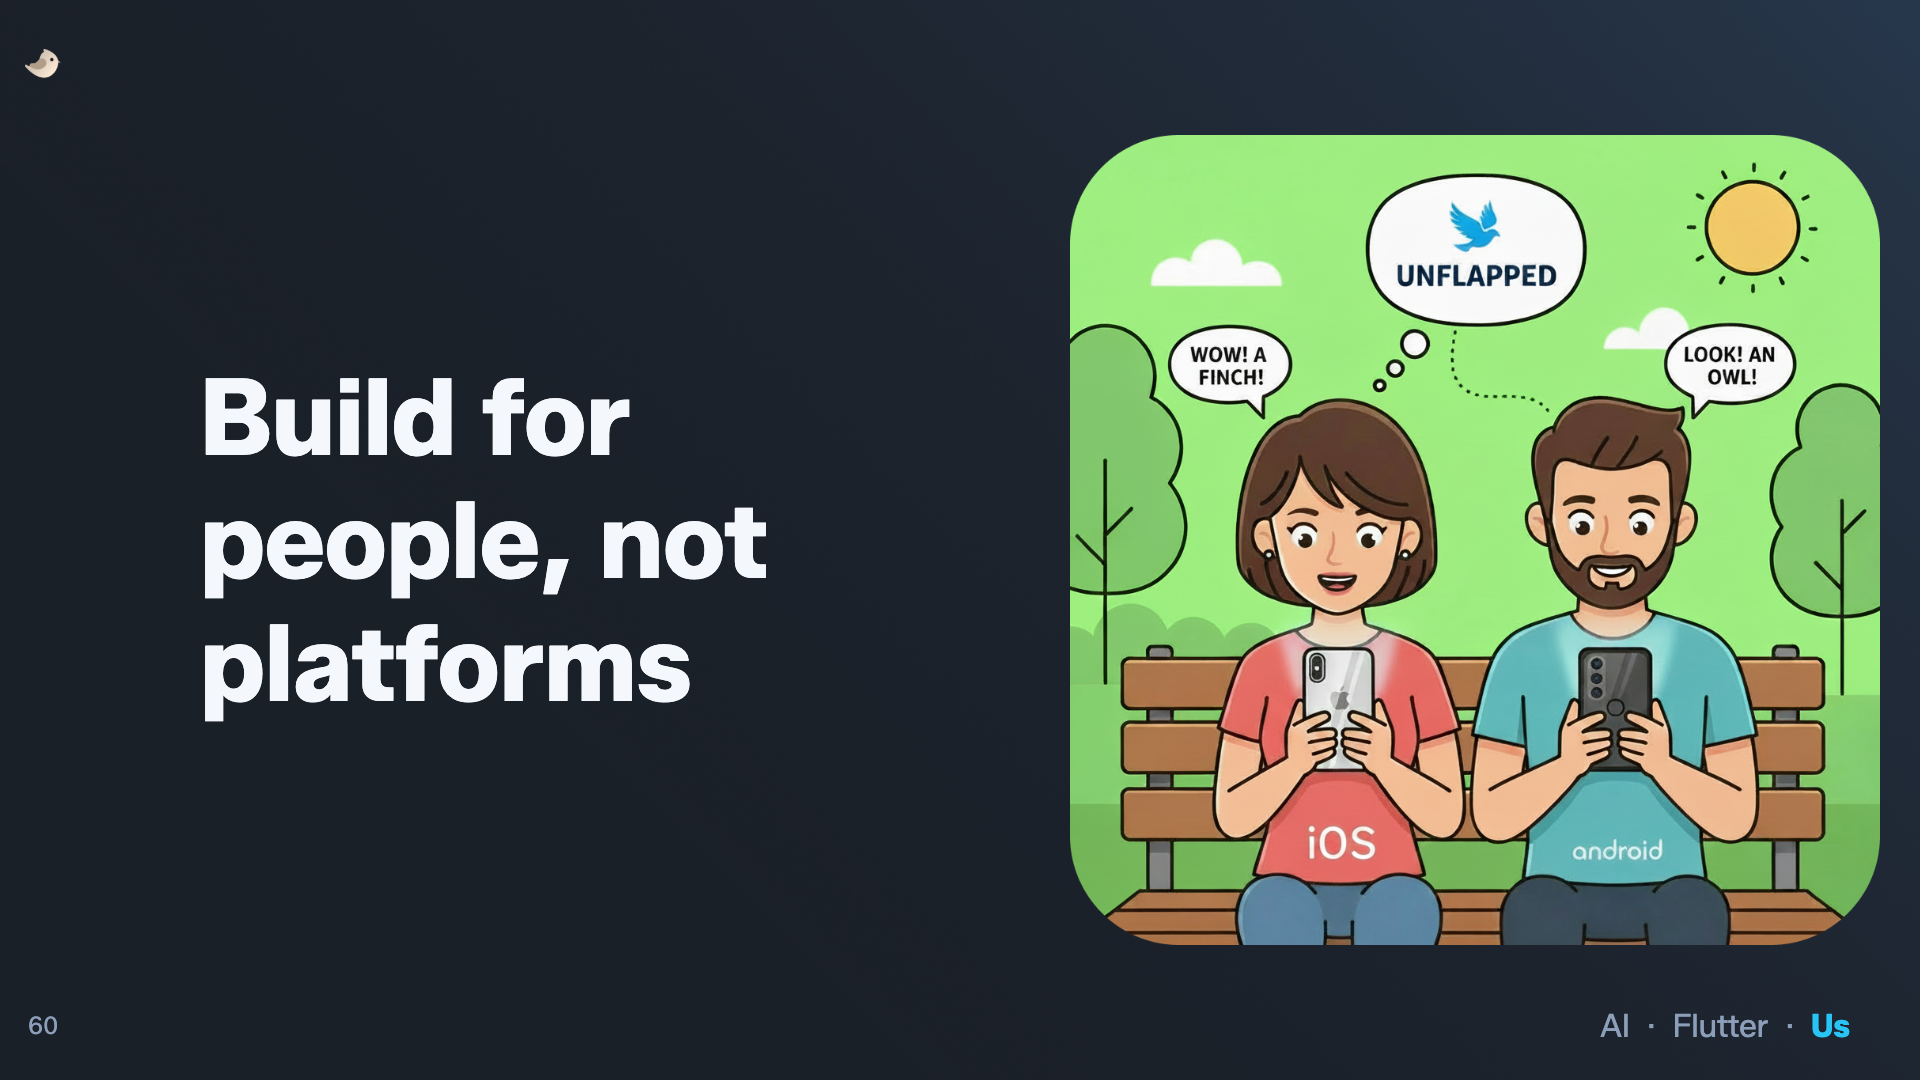 Build for
people, not
platforms
UNFLAPPED
WOW! A
FINCH!
LOOK! AN
OWL!
iOS
android
60
AI · Flutter · Us